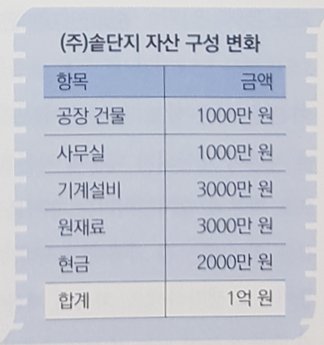 (주)솥단지 자산 구성 변화
항목 금액
공장 건물 1000만 원
사무실 1000만 원
기계설비 3000만 원
원재료 3000만 원
현금 2000만 원
합계 1억 원